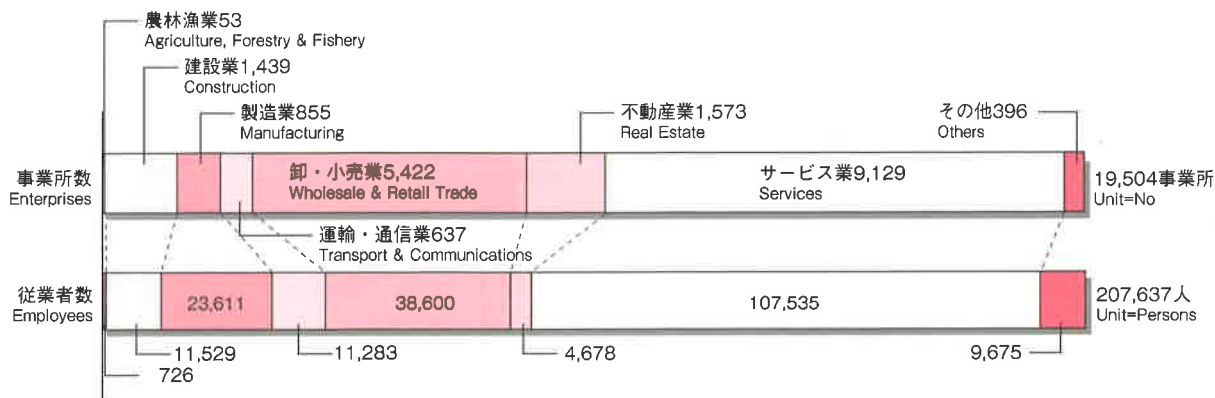 農林漁業53
Agriculture, Forestry & Fishery
建設業1,439
Construction
製造業855
Manufacturing
不動産業1,573
Real Estate
その他396
Others
事業所数
Enterprises
卸・小売業5,422
Wholesale & Retail Trade
サービス業9,129
Services
19,504事業所
Unit=No
運輸・通信業637
Transport & Communications
従業者数
Employees
23,611
38,600
107,535
207,637人
Unit=Persons
11,529
11,283
4,678
9,675
726